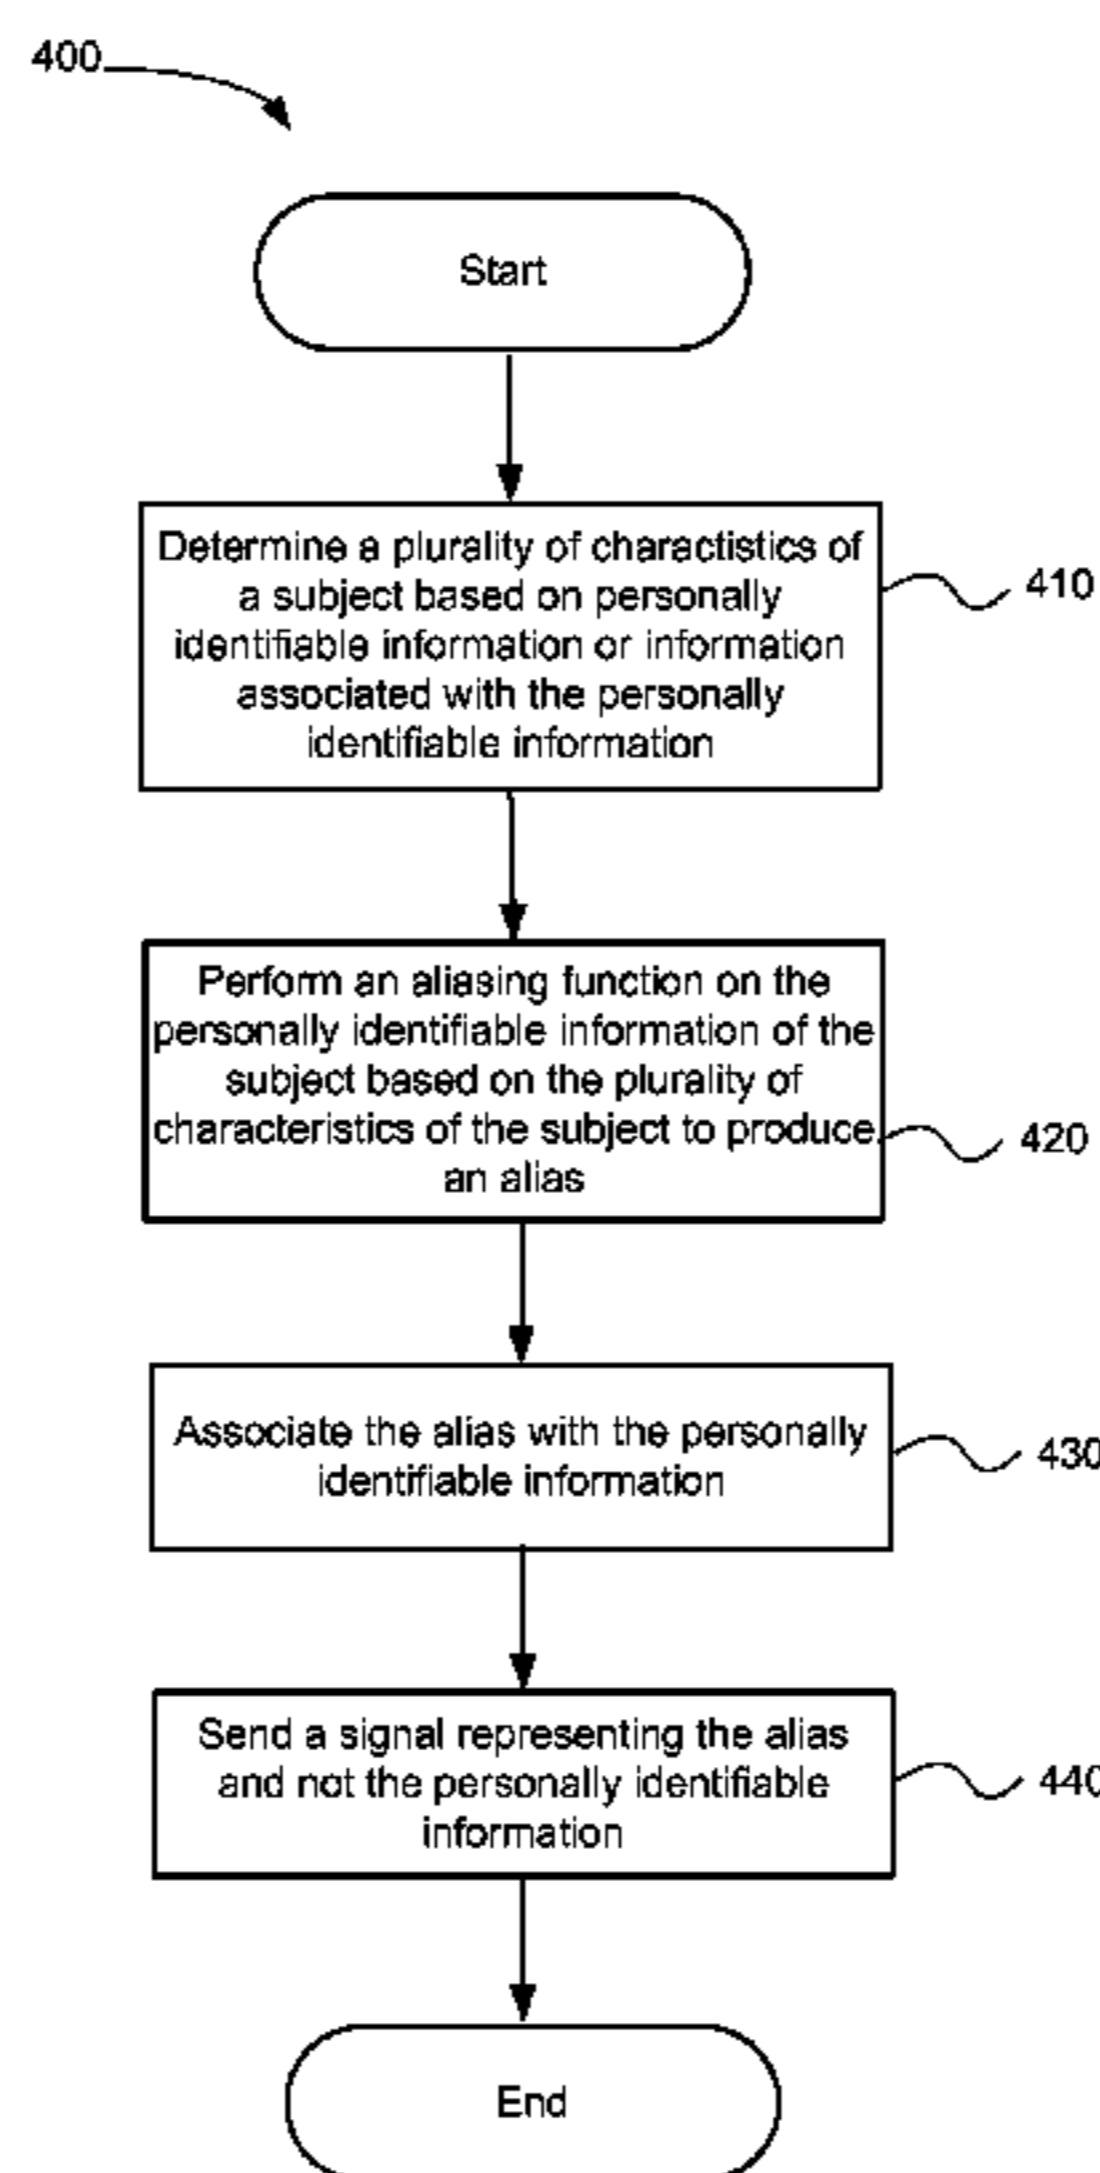 400
Start
Determine a plurality of charactistics of
a subject based on personally
identifiable information or information
associated with the personally
identifiable information
410
Perform an aliasing function on the
personally identifiable information of the
subject based on the plurality of
characteristics of the subject to produce
an alias
420
Associate the alias with the personally
identifiable information
430
Send a signal representing the alias
and not the personally identifiable
information
440
End